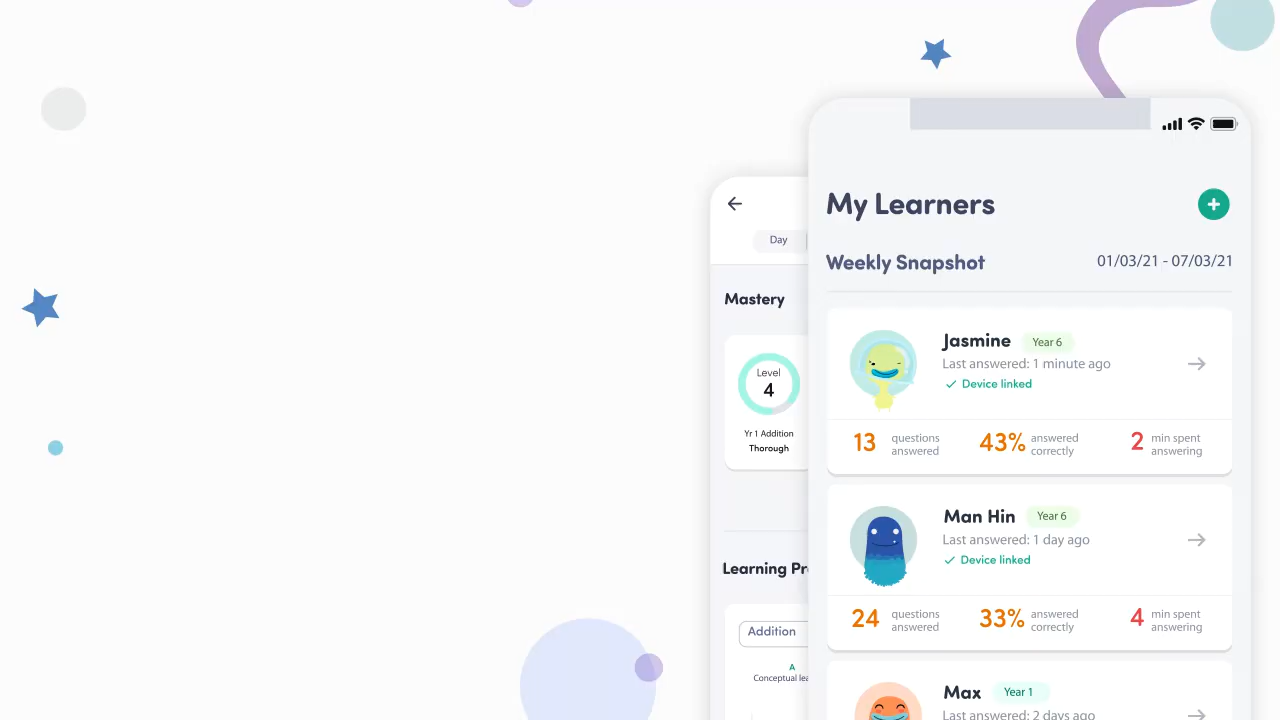 Day
Mastery
Level
4
Yr 1 Addition
Thorough
Addition
A
Conceptual
My Learners
Weekly Snapshot
01/03/21 - 07/03/21
Jasmine
Year 6
Last answered: 1 minute ago
Device linked
13
questions
answered
43%
answered
correctly
2
min spent
answering
Man Hin
Year 6
Last answered: 1 day ago
Device linked
24
questions
answered
33%
answered
correctly
4
min spent
answering
Max
Year 1
Last answered: 2 days ago